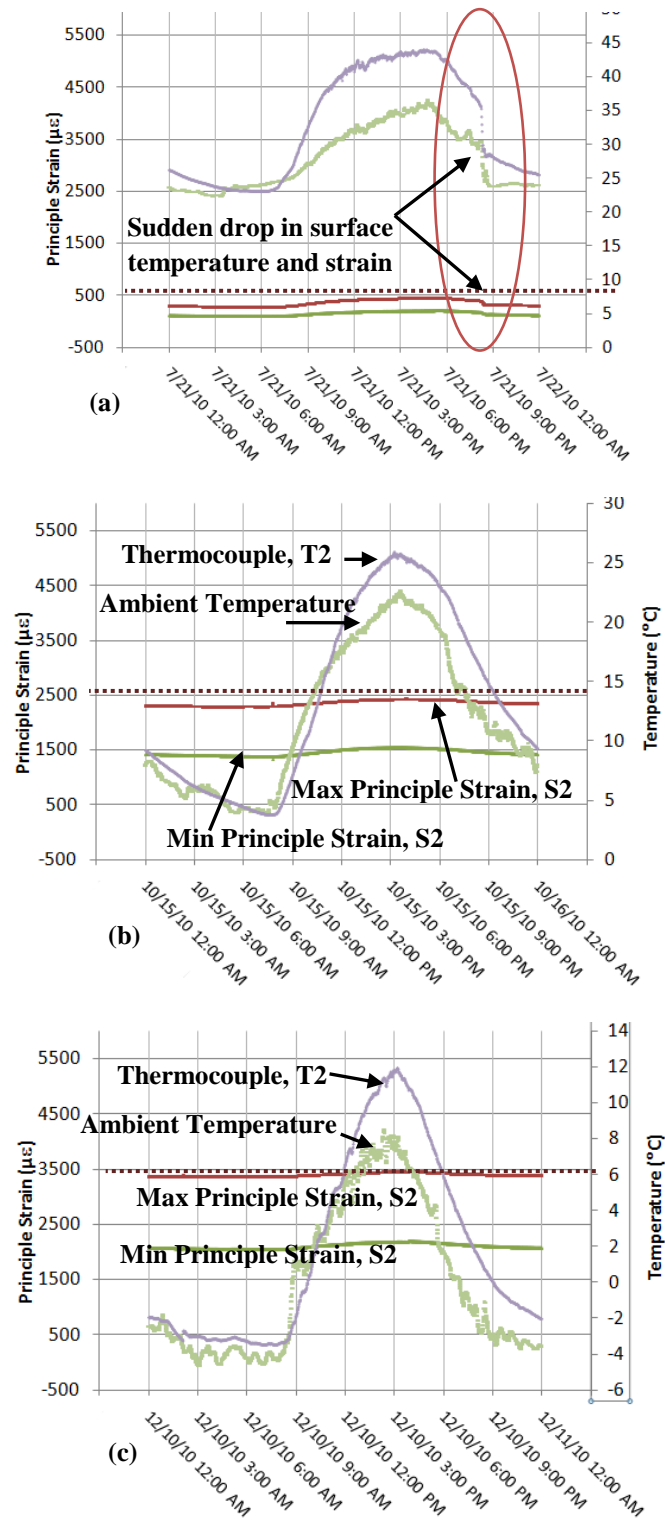 5500
4500
3500
2500
1500
500
-500
Principle Strain (µε)
45
40
35
30
25
20
15
10
5
0
Sudden drop in surface
temperature and strain
7/21/10 12:00 AM
7/21/10 3:00 AM
7/21/10 6:00 AM
7/21/10 9:00 AM
7/21/10 12:00 PM
7/21/10 3:00 PM
7/21/10 6:00 PM
7/21/10 9:00 PM
7/22/10 12:00 AM
(a)
5500
4500
3500
2500
1500
500
-500
Principle Strain (µε)
30
25
20
15
10
5
0
Temperature (°C)
Thermocouple, T2
Ambient Temperature
Max Principle Strain, S2
Min Principle Strain, S2
10/15/10 12:00 AM
10/15/10 3:00 AM
10/15/10 6:00 AM
10/15/10 9:00 AM
10/15/10 12:00 PM
10/15/10 3:00 PM
10/15/10 6:00 PM
10/15/10 9:00 PM
10/16/10 12:00 AM
(b)
5500
4500
3500
2500
1500
500
-500
Principle Strain (µε)
14
12
10
8
6
4
2
0
-2
-4
-6
Temperature (°C)
Thermocouple, T2
Ambient Temperature
Max Principle Strain, S2
Min Principle Strain, S2
12/10/10 12:00 AM
12/10/10 3:00 AM
12/10/10 6:00 AM
12/10/10 9:00 AM
12/10/10 12:00 PM
12/10/10 3:00 PM
12/10/10 6:00 PM
12/10/10 9:00 PM
12/11/10 12:00 AM
(c)